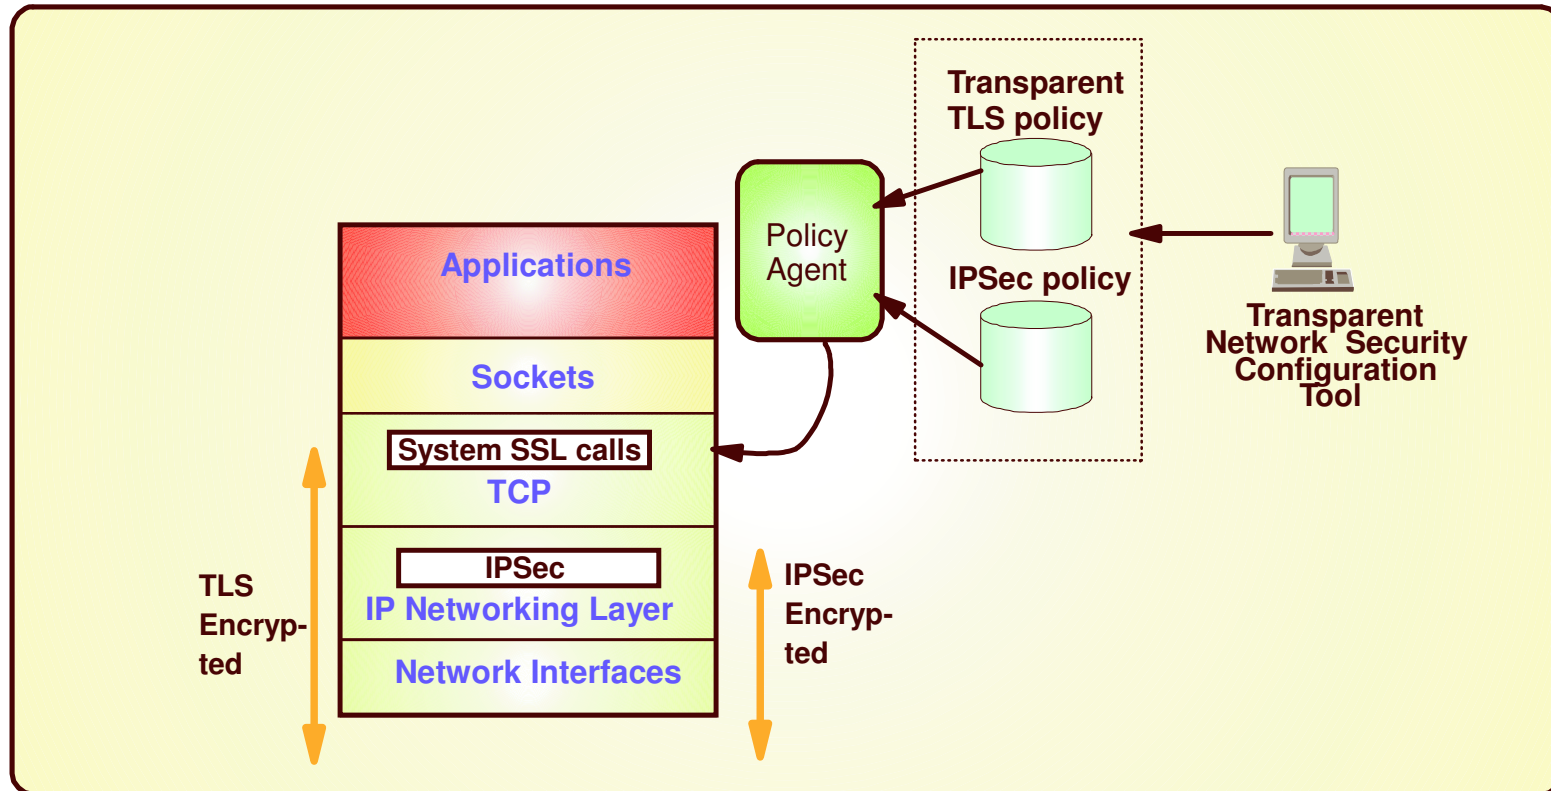 Transparent
TLS policy
Policy
Agent
IPSec policy
Transparent
Network Security
Configuration
Tool
Applications
Sockets
System SSL calls
TCP
IPSec
IP Networking Layer
Network Interfaces
TLS
Encryp-
ted
IPSec
Encryp-
ted